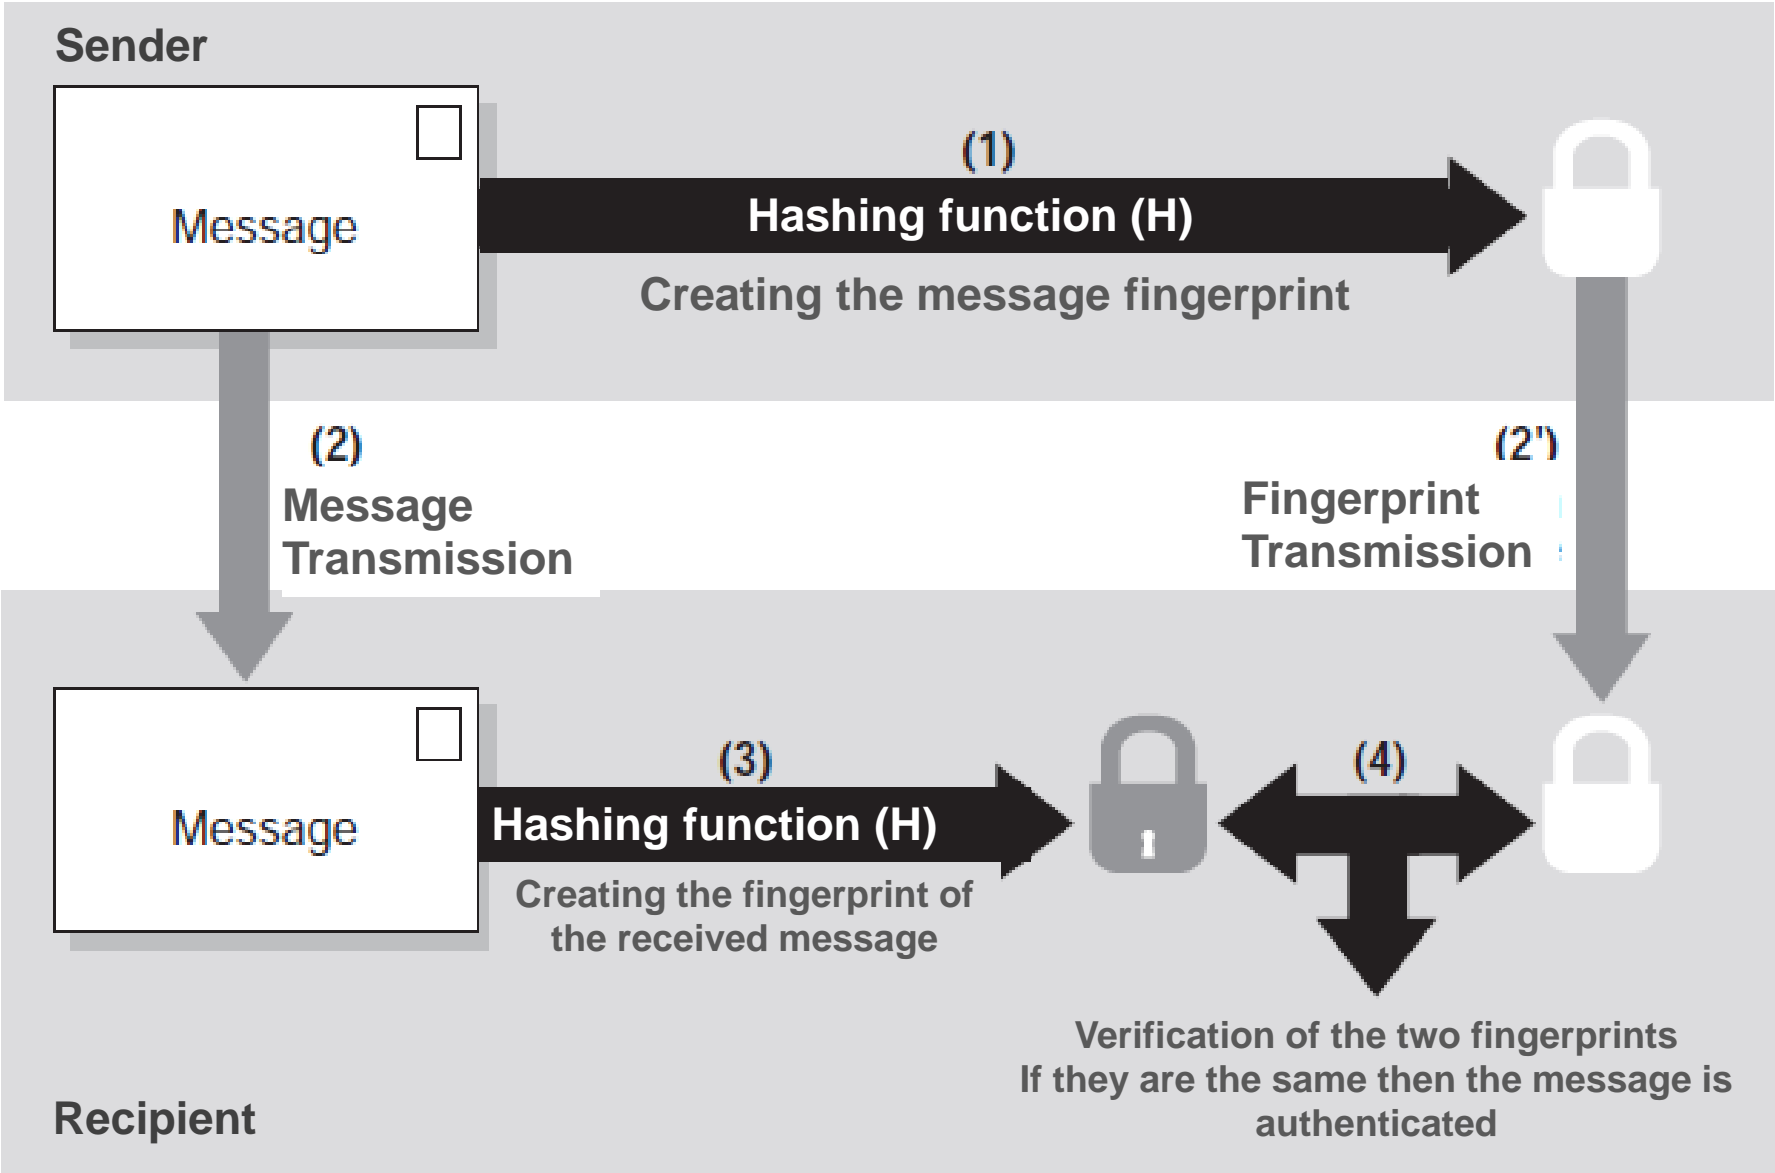 Sender
Message
(1)
Hashing function (H)
Creating the message fingerprint
(2)
Message
Transmission
(2')
Fingerprint
Transmission
Message
(3)
Hashing function (H)
Creating the fingerprint of
the received message
(4)
Verification of the two fingerprints
If they are the same then the message is
authenticated
Recipient